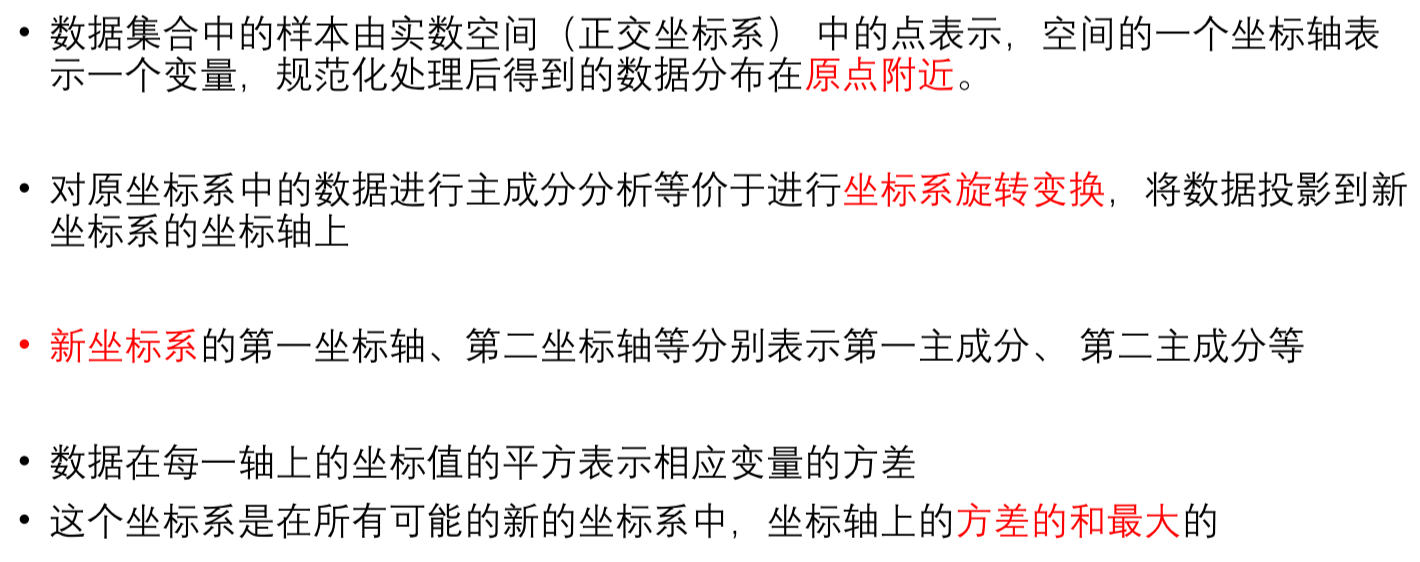 • 数据集合中的样本由实数空间（正交坐标系） 中的点表示，空间的一个坐标轴表
示一个变量，规范化处理后得到的数据分布在原点附近。
• 对原坐标系中的数据进行主成分分析等价于进行坐标系旋转变换，将数据投影到新
坐标系的坐标轴上
• 新坐标系的第一坐标轴、第二坐标轴等分别表示第一主成分、 第二主成分等
• 数据在每一轴上的坐标值的平方表示相应变量的方差
• 这个坐标系是在所有可能的新的坐标系中，坐标轴上的方差的和最大的